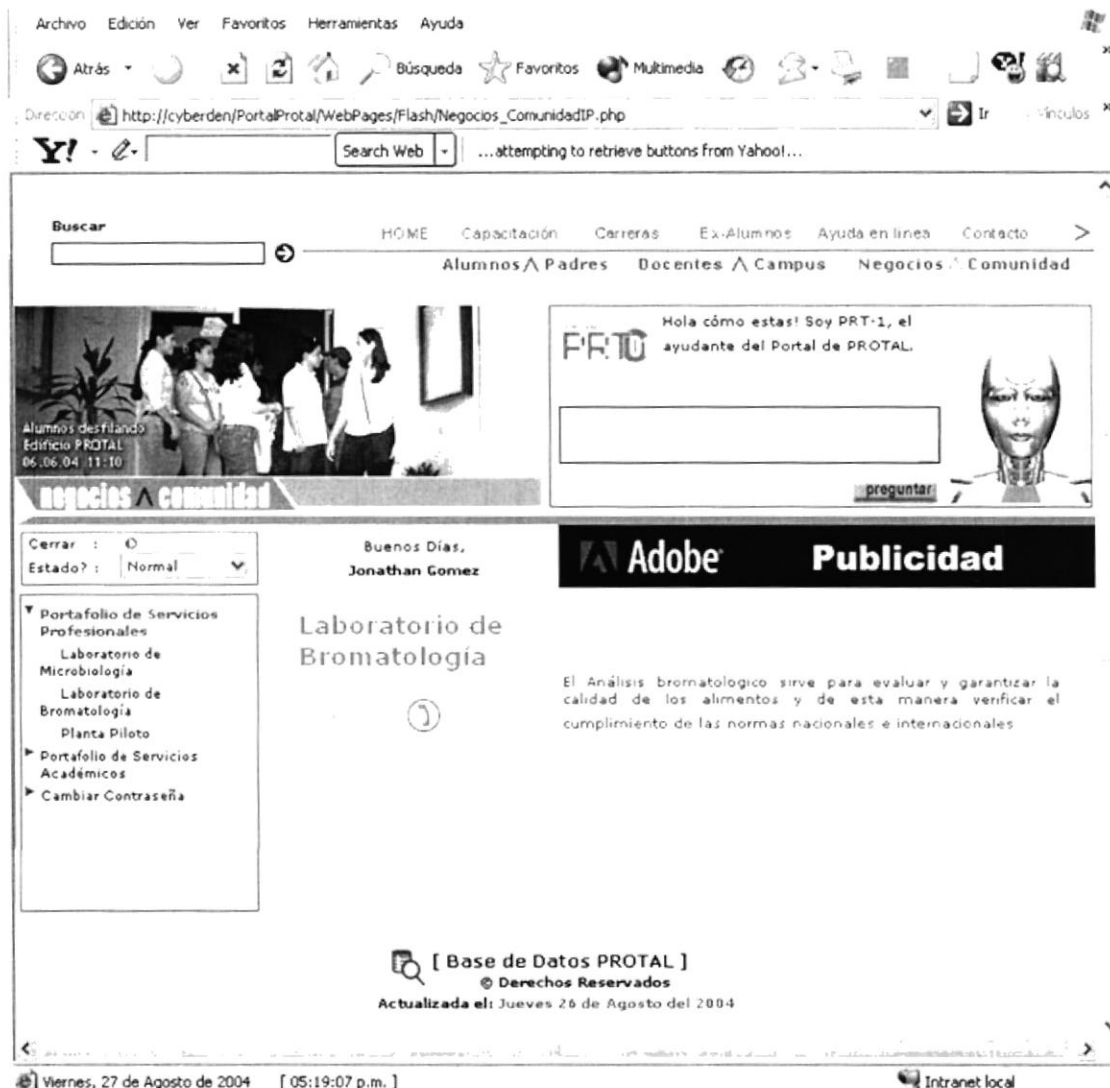 Archivo Edición Ver Favoritos Herramientas Ayuda
Atrás Búsqueda Favoritos Multimedia
Dirección http://cyberden/PortalProtal/WebPages/Flash/Negocios_ComunidadIP.php Ir Vínculos
Y! Search Web ...attempting to retrieve buttons from Yahoo!...
Buscar
HOME Capacitación Carreras Ex-Alumnos Ayuda en linea Contacto >
Alumnos Λ Padres Docentes Λ Campus Negocios Λ Comunidad
Alumnos desfilando
Edificio PROTAL
06.06.04 11:10
negocios Λ comunidad
PRT
Hola cómo estas! Soy PRT-1, el
ayudante del Portal de PROTAL.
preguntar
Cerrar :
Estado? : Normal
Buenos Días,
Jonathan Gomez
Adobe Publicidad
Portafolio de Servicios
Profesionales
Laboratorio de
Microbiología
Laboratorio de
Bromatología
Planta Piloto
Portafolio de Servicios
Académicos
Cambiar Contraseña
Laboratorio de
Bromatología
El Análisis bromatologico sirve para evaluar y garantizar la
calidad de los alimentos y de esta manera verificar el
cumplimiento de las normas nacionales e internacionales
[ Base de Datos PROTAL ]
© Derechos Reservados
Actualizada el: Jueves 26 de Agosto del 2004
Viernes, 27 de Agosto de 2004 [ 05:19:07 p.m. ] Intranet local